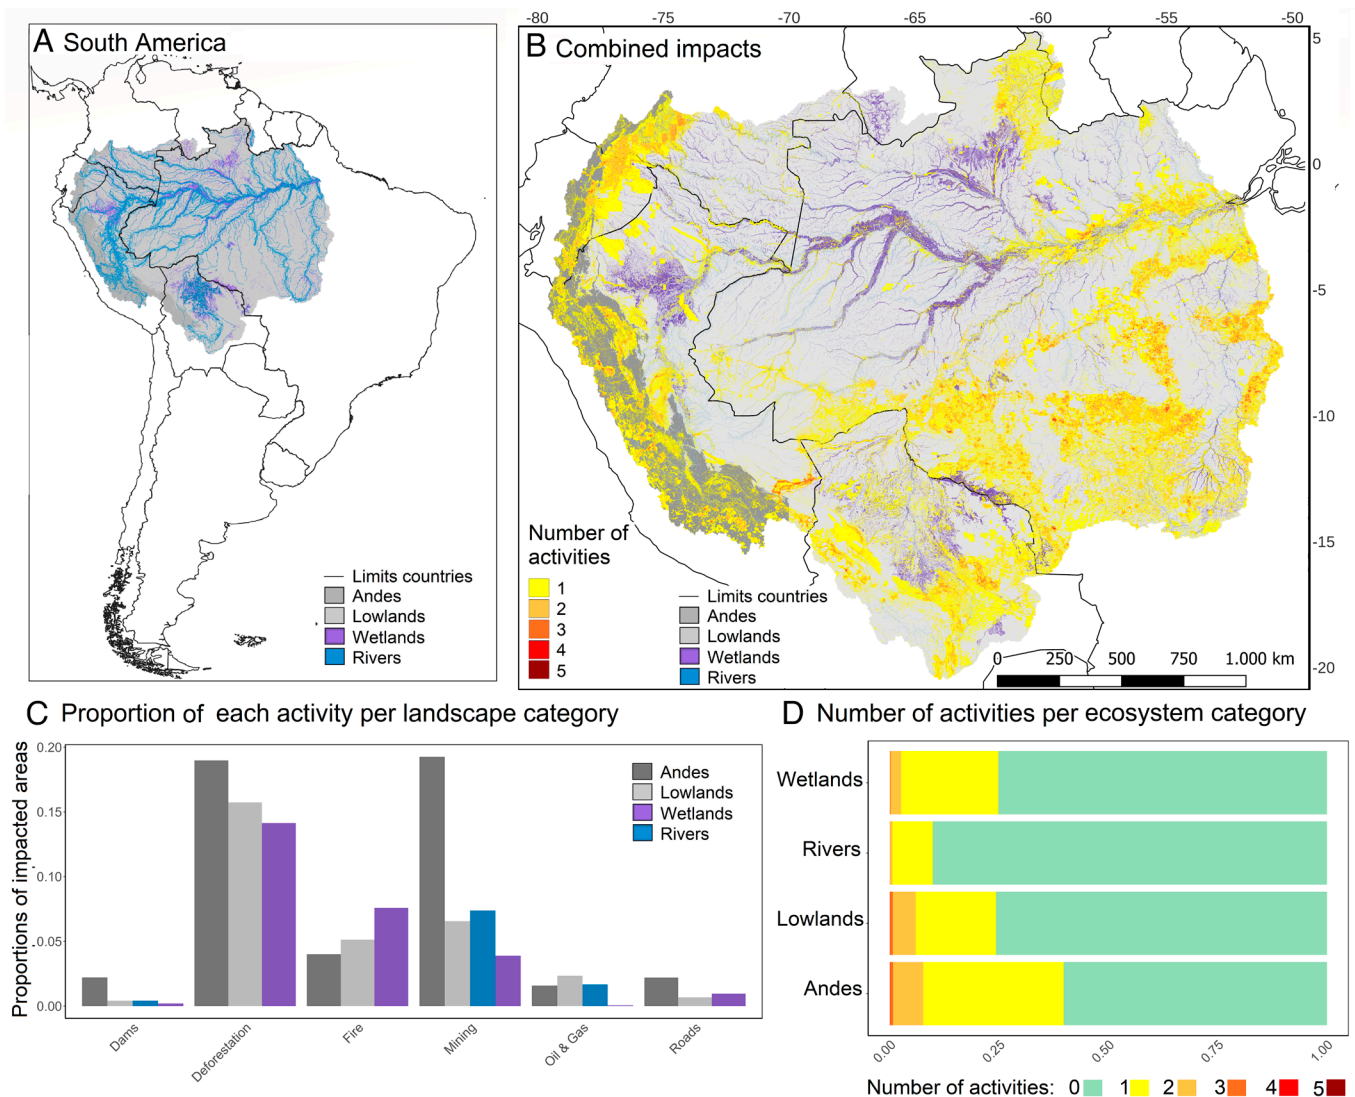 A South America
Limits countries
Andes
Lowlands
Wetlands
Rivers
-80 -75 -70 -65 -60 -55 -50
B Combined impacts
5
0
-5
-10
-15
-20
Number of
activities
1
2
3
4
5
Limits countries
Andes
Lowlands
Wetlands
Rivers
0 250 500 750 1.000 km
C Proportion of each activity per landscape category
Proportions of impacted areas
0.20
0.15
0.10
0.05
0.00
Andes
Lowlands
Wetlands
Rivers
Dams
Deforestation
Fire
Mining
Oil & Gas
Roads
D Number of activities per ecosystem category
Wetlands
Rivers
Lowlands
Andes
0.00 0.25 0.50 0.75 1.00
Number of activities: 0 1 2 3 4 5